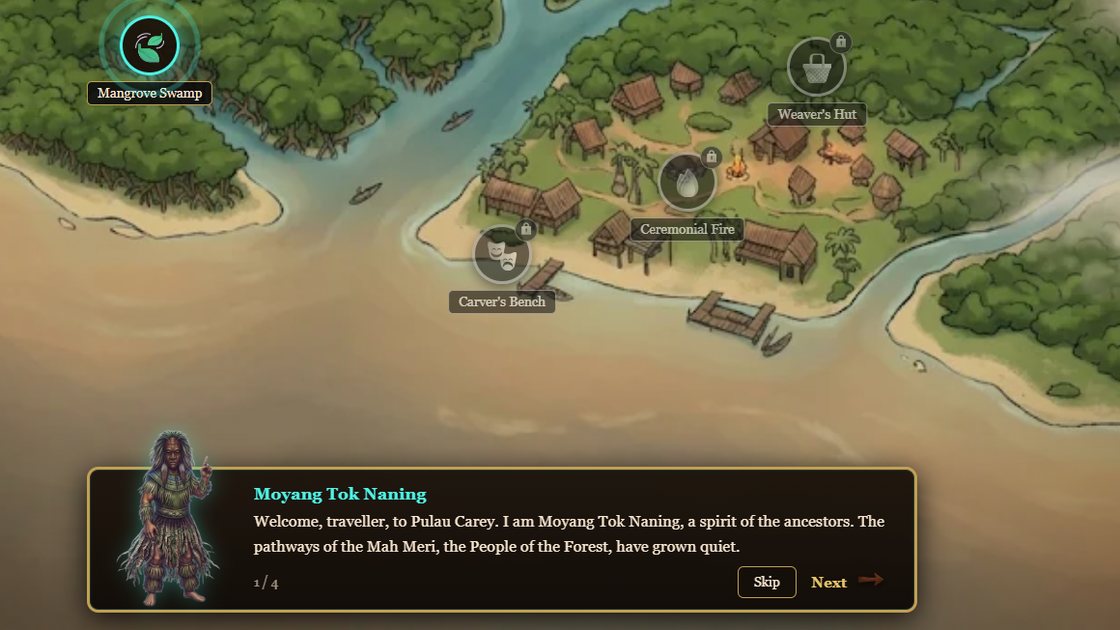 Mangrove Swamp
Weaver's Hut
Ceremonial Fire
Carver's Bench
Moyang Tok Naning
Welcome, traveller, to Pulau Carey. I am Moyang Tok Naning, a spirit of the ancestors. The
pathways of the Mah Meri, the People of the Forest, have grown quiet.
1 / 4
Skip
Next